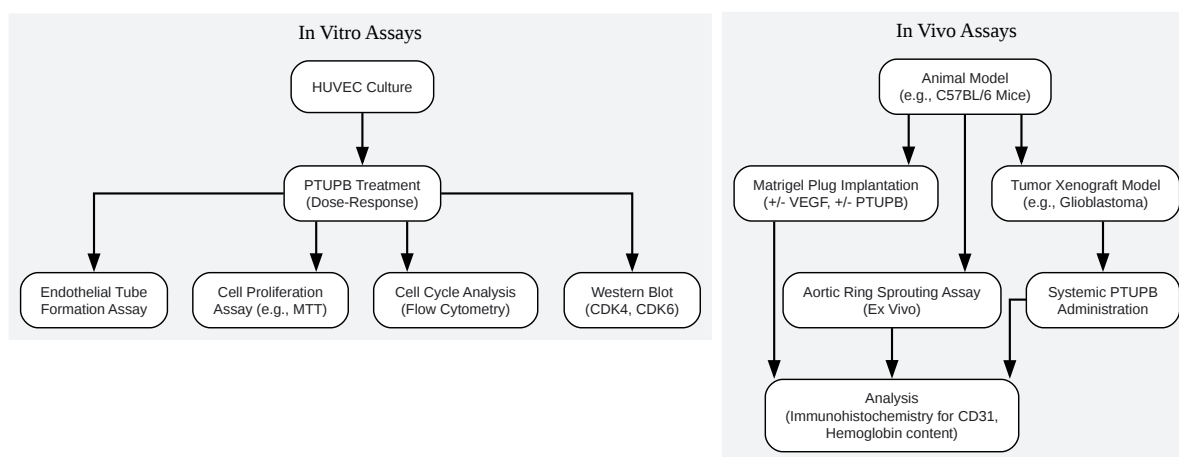 In Vitro Assays
HUVEC Culture
PTUPB Treatment
(Dose-Response)
Endothelial Tube
Formation Assay
Cell Proliferation
Assay (e.g., MTT)
Cell Cycle Analysis
(Flow Cytometry)
Western Blot
(CDK4, CDK6)
In Vivo Assays
Animal Model
(e.g., C57BL/6 Mice)
Matrigel Plug Implantation
(+/- VEGF, +/- PTUPB)
Tumor Xenograft Model
(e.g., Glioblastoma)
Aortic Ring Sprouting Assay
(Ex Vivo)
Systemic PTUPB
Administration
Analysis
(Immunohistochemistry for CD31,
Hemoglobin content)